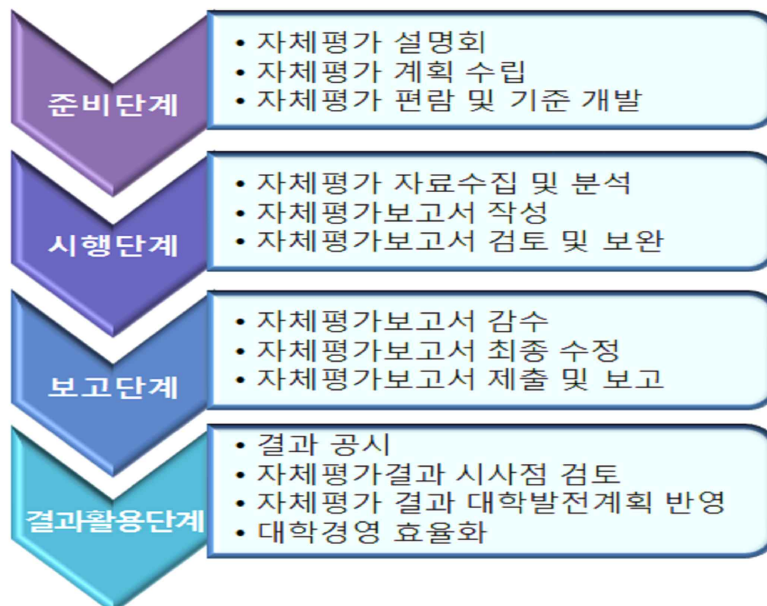 준비단계
• 자체평가 설명회
• 자체평가 계획 수립
• 자체평가 편람 및 기준 개발
시행단계
• 자체평가 자료수집 및 분석
• 자체평가보고서 작성
• 자체평가보고서 검토 및 보완
보고단계
• 자체평가보고서 감수
• 자체평가보고서 최종 수정
• 자체평가보고서 제출 및 보고
결과활용단계
• 결과 공시
• 자체평가결과 시사점 검토
• 자체평가 결과 대학발전계획 반영
• 대학경영 효율화